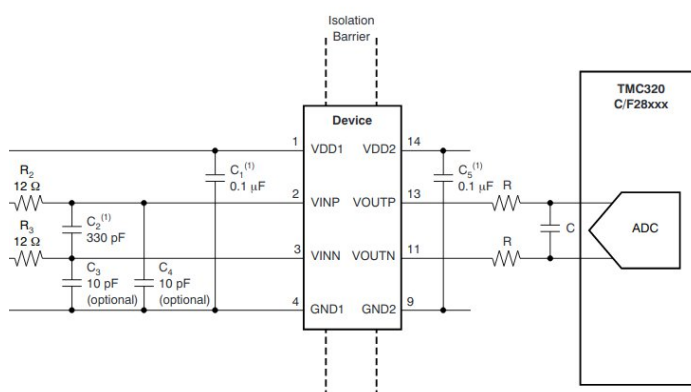 Isolation
Barrier
TMC320
C/F28xxx
Device
1
VDD1
VDD2
14
R2
12 Ω
C1(1)
0.1 μF
C5(1)
0.1 μF
R
2
VINP
VOUTP
13
R3
12 Ω
C2(1)
330 pF
C
ADC
3
VINN
VOUTN
11
R
C3
10 pF
(optional)
C4
10 pF
(optional)
4
GND1
GND2
9